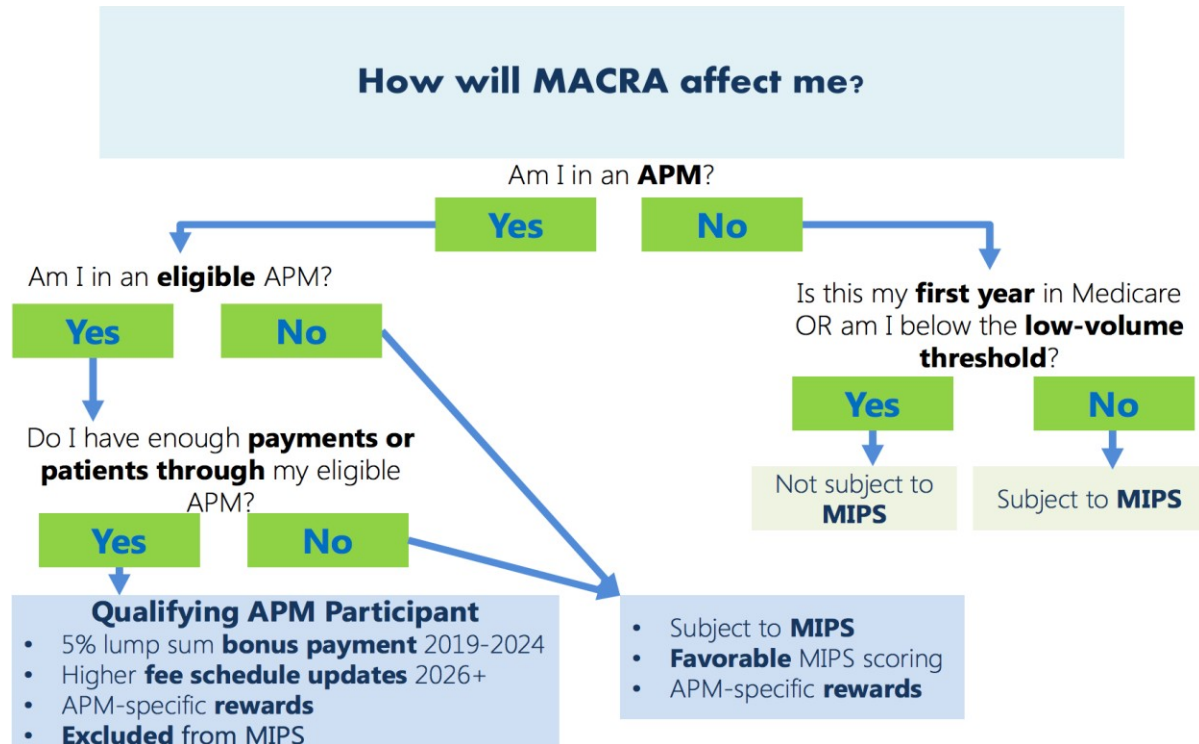 How will MACRA affect me?
Am I in an APM?
Yes
No
Am I in an eligible APM?
Yes
No
Is this my first year in Medicare
OR am I below the low-volume
threshold?
Yes
No
Do I have enough payments or
patients through my eligible
APM?
Not subject to
MIPS
Subject to MIPS
Yes
No
Qualifying APM Participant
• 5% lump sum bonus payment 2019-2024
• Higher fee schedule updates 2026+
• APM-specific rewards
• Excluded from MIPS
• Subject to MIPS
• Favorable MIPS scoring
• APM-specific rewards